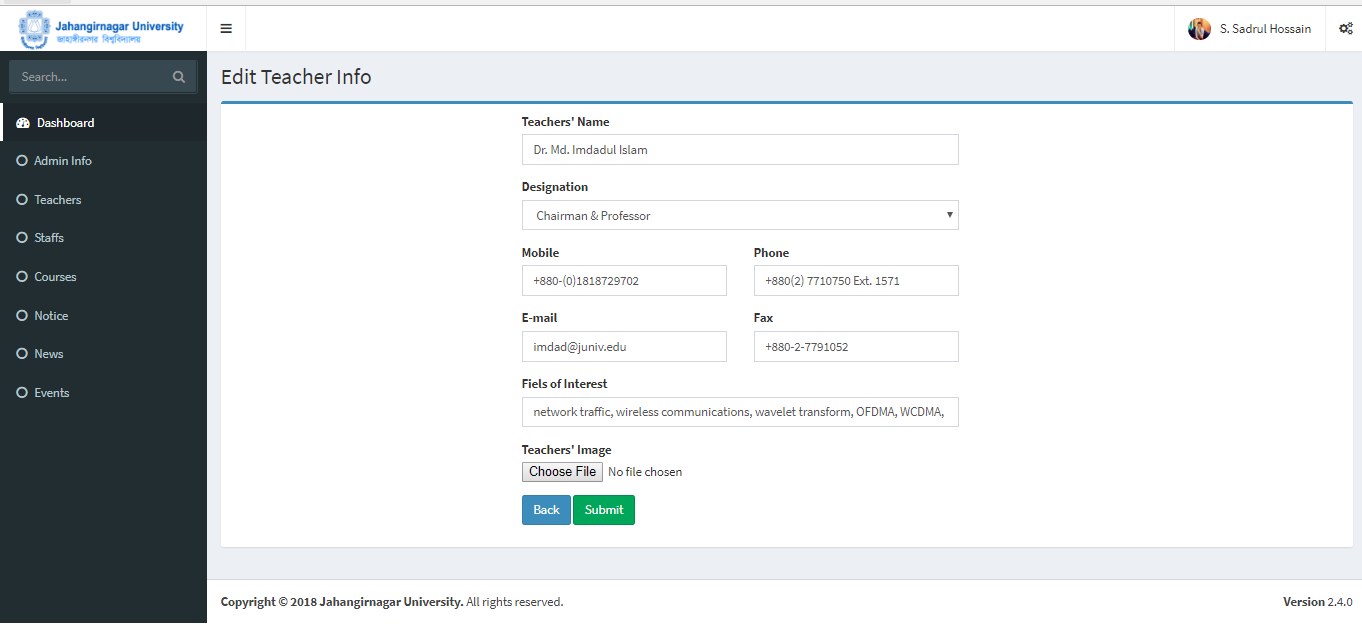 Jahangirnagar University
জাহাঙ্গীরনগর বিশ্ববিদ্যালয়
S. Sadrul Hossain
Search...
Edit Teacher Info
Dashboard
Admin Info
Teachers
Staffs
Courses
Notice
News
Events
Teachers' Name
Dr. Md. Imdadul Islam
Designation
Chairman & Professor
Mobile
Phone
+880-(0)1818729702
+880(2) 7710750 Ext. 1571
E-mail
Fax
imdad@juniv.edu
+880-2-7791052
Fiels of Interest
network traffic, wireless communications, wavelet transform, OFDMA, WCDMA,
Teachers' Image
Choose File No file chosen
Back Submit
Copyright © 2018 Jahangirnagar University. All rights reserved.
Version 2.4.0